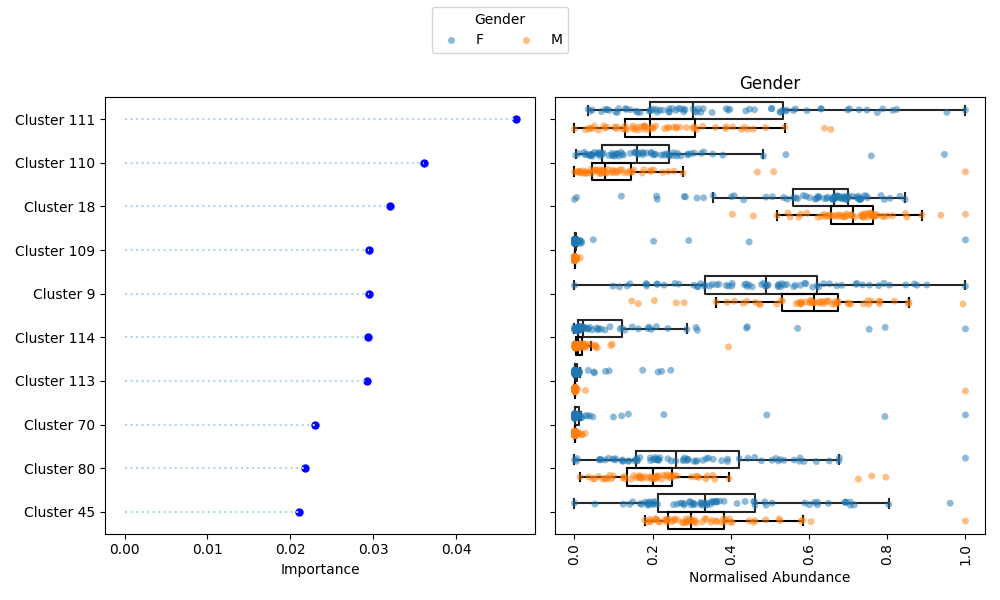 Gender
F M
Gender
Cluster 111
Cluster 110
Cluster 18
Cluster 109
Cluster 9
Cluster 114
Cluster 113
Cluster 70
Cluster 80
Cluster 45
0.00 0.01 0.02 0.03 0.04
Importance
0.0 0.2 0.4 0.6 0.8 1.0
Normalised Abundance